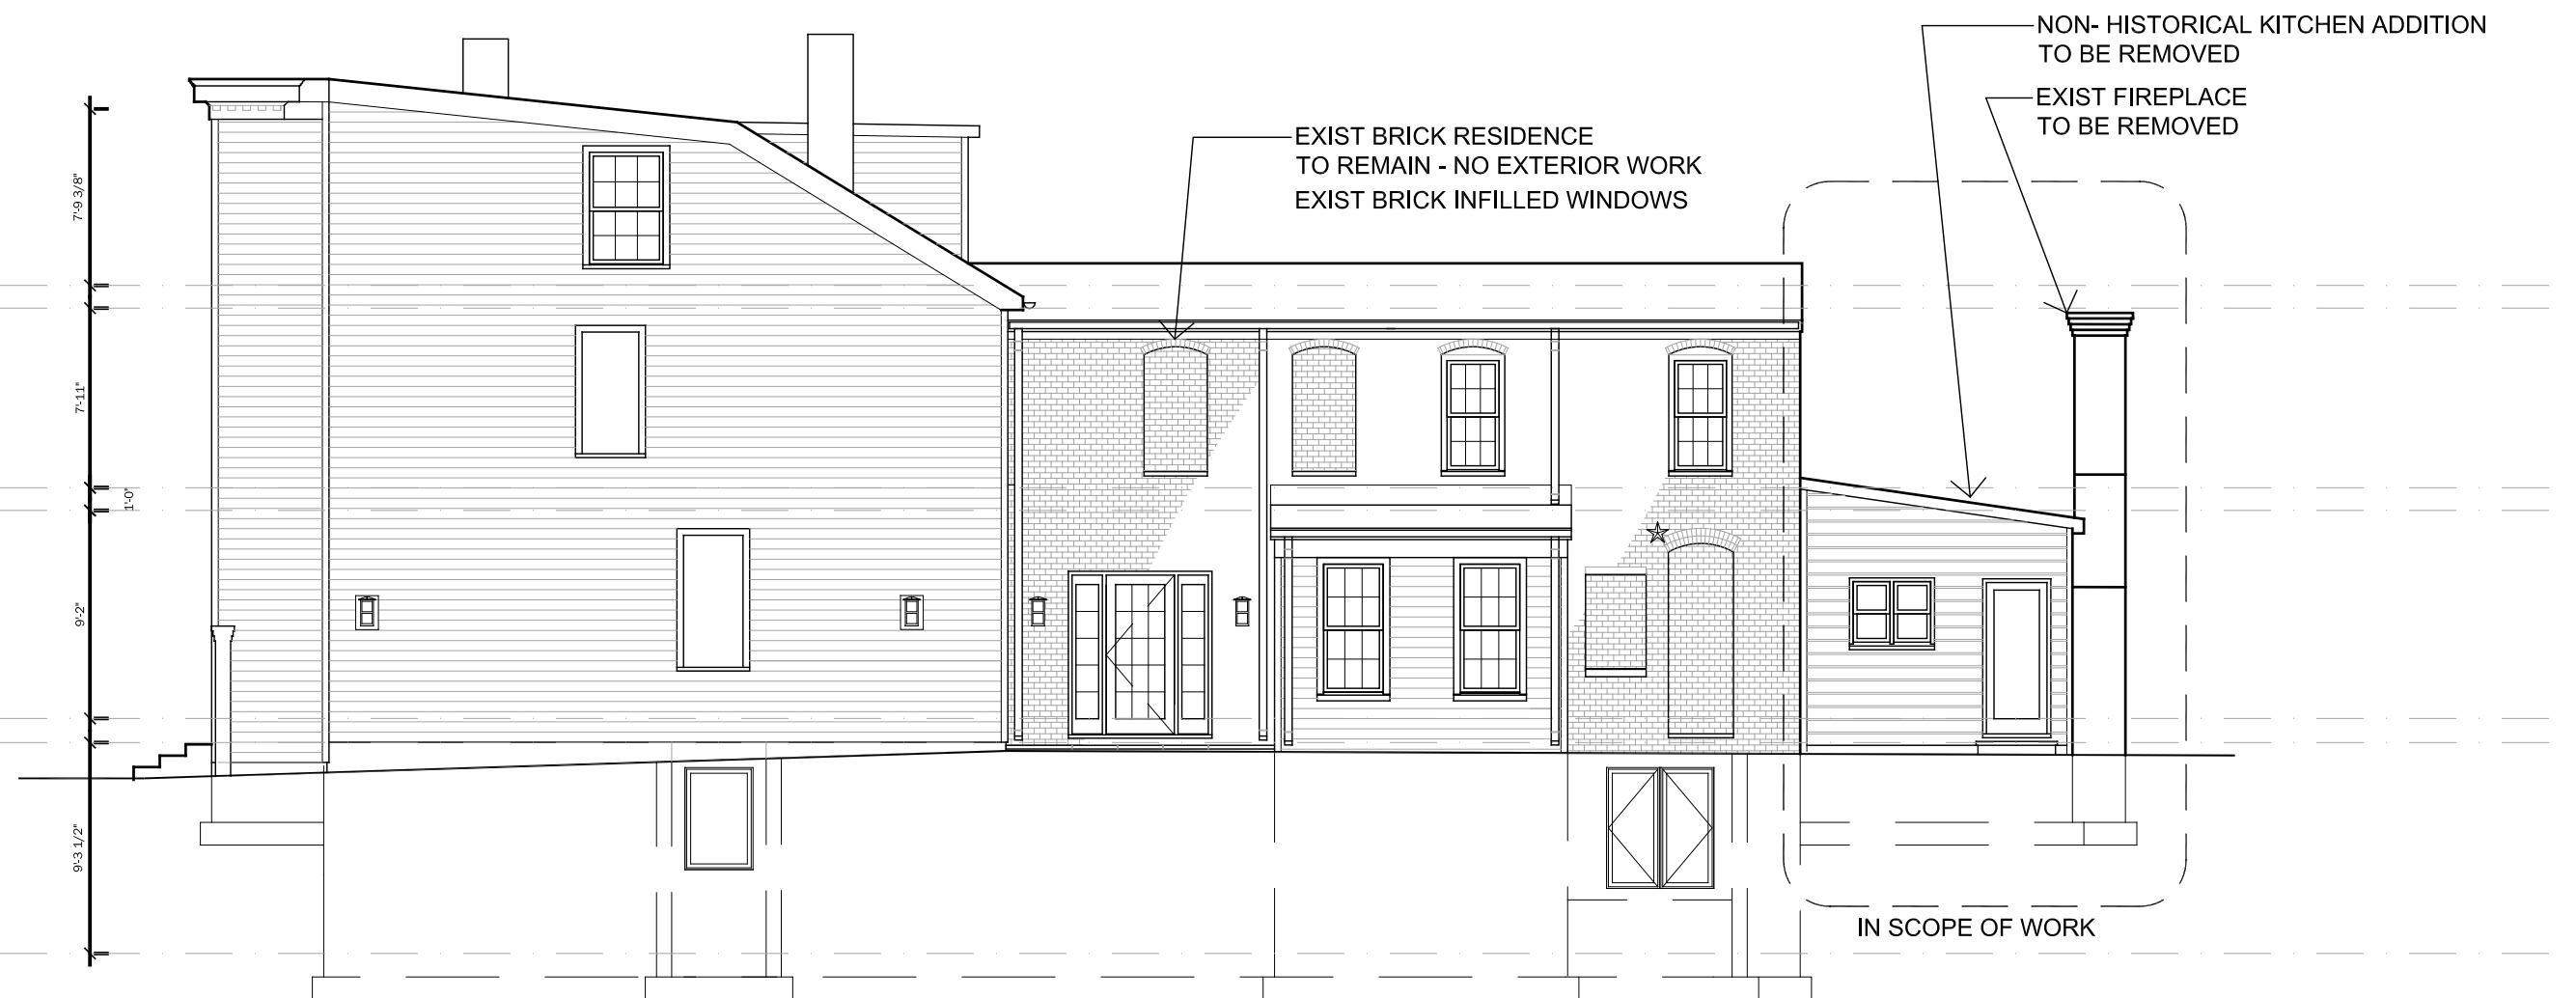 NON- HISTORICAL KITCHEN ADDITION
TO BE REMOVED
EXIST FIREPLACE
TO BE REMOVED
EXIST BRICK RESIDENCE
TO REMAIN - NO EXTERIOR WORK
EXIST BRICK INFILLED WINDOWS
7'-9 3/8"
7'-11"
1'-0"
9'-2"
9'-3 1/2"
IN SCOPE OF WORK